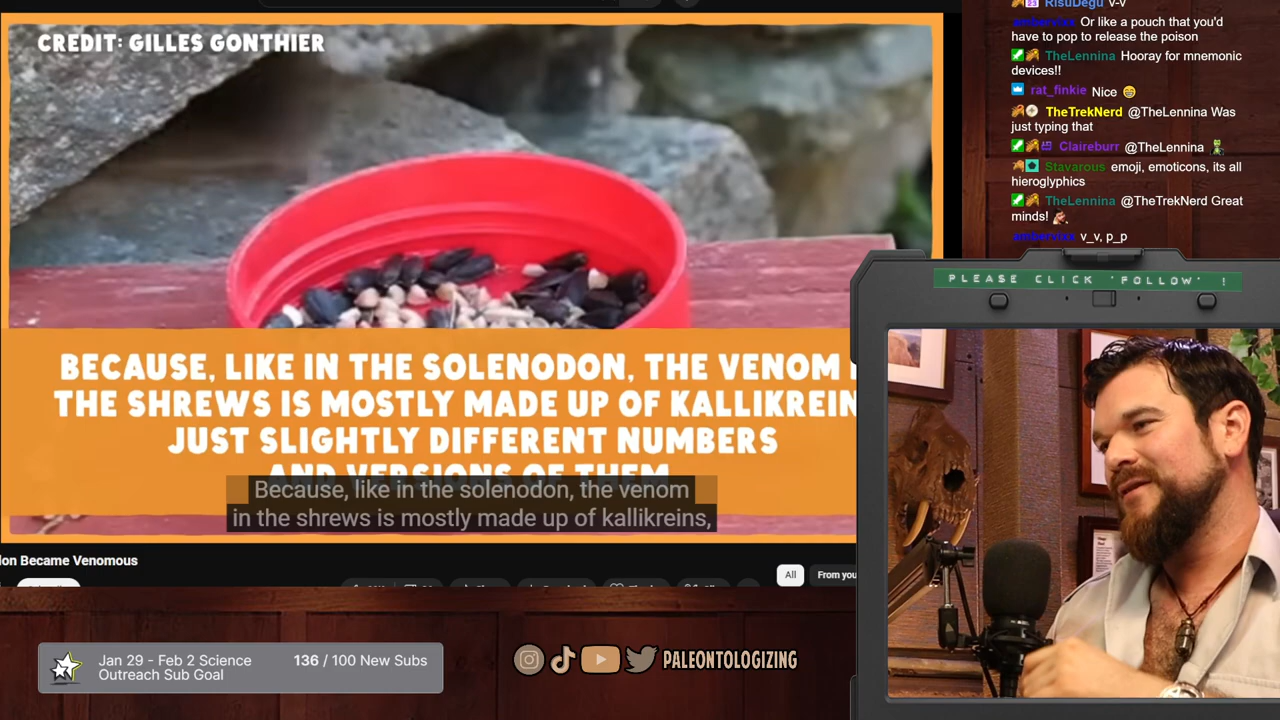 RisuDegu v-v
ambervixx Or like a pouch that you'd
have to pop to release the poison
TheLennina Hooray for mnemonic
devices!!
rat_finkie Nice 😁
TheTrekNerd @TheLennina Was
just typing that
Claireburr @TheLennina
Stavarous emoji, emoticons, its all
hieroglyphics
TheLennina @TheTrekNerd Great
minds!
v_v, p_p
CREDIT: GILLES GONTHIER
PLEASE CLICK "FOLLOW" !
BECAUSE, LIKE IN THE SOLENODON, THE VENOM
THE SHREWS IS MOSTLY MADE UP OF KALLIKREIN
JUST SLIGHTLY DIFFERENT NUMBERS
AND VERSIONS OF THEM
Because, like in the solenodon, the venom
in the shrews is mostly made up of kallikreins,
on Became Venomous
All From you
Jan 29 - Feb 2 Science
Outreach Sub Goal
136 / 100 New Subs
PALEONTOLOGIZING